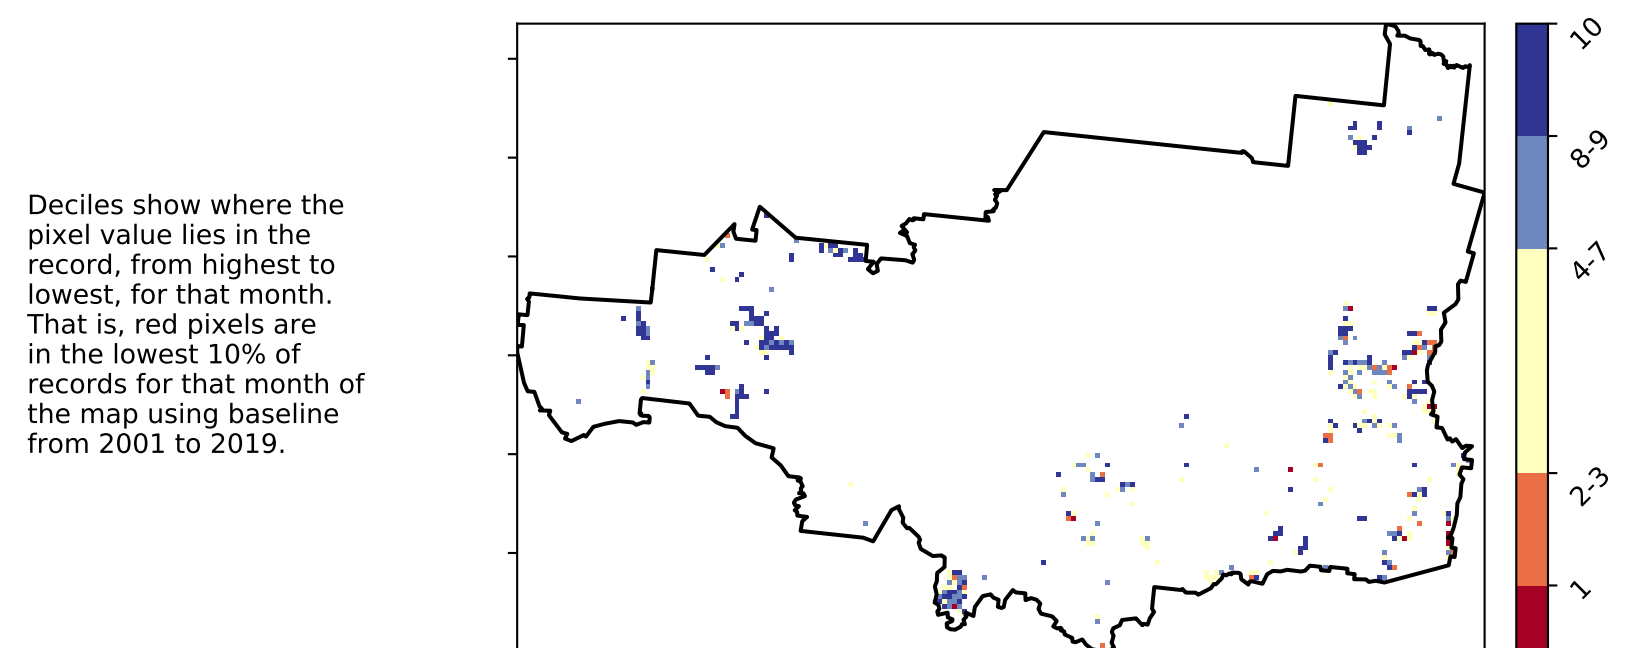 Deciles show where the
pixel value lies in the
record, from highest to
lowest, for that month.
That is, red pixels are
in the lowest 10% of
records for that month of
the map using baseline
from 2001 to 2019.
10
8-9
4-7
2-3
1